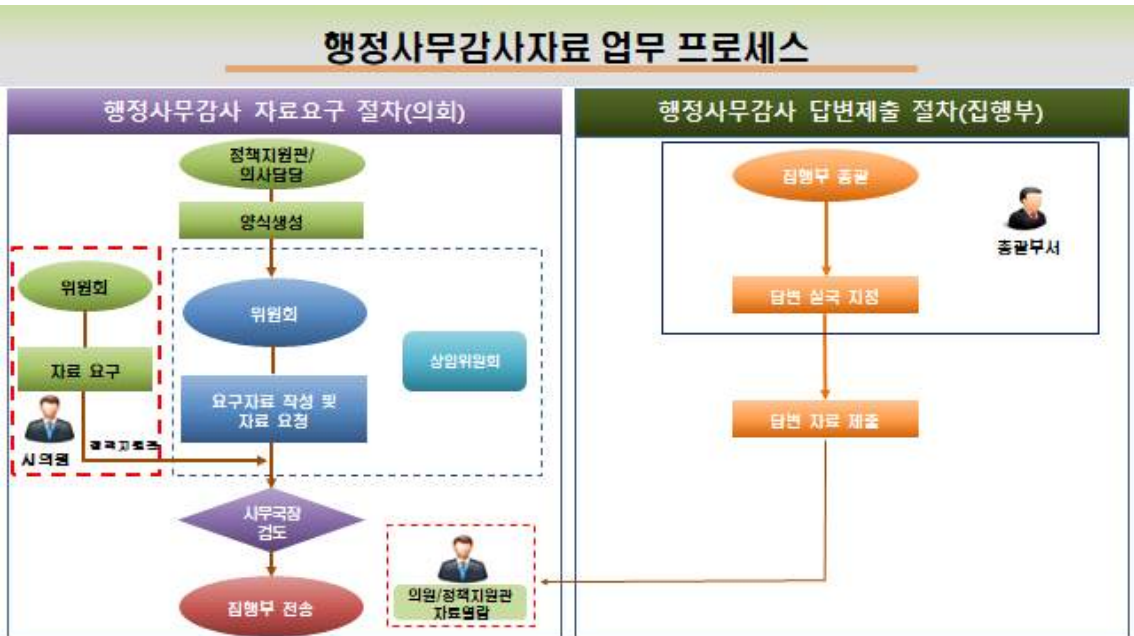 행정사무감사자료 업무 프로세스
행정사무감사 자료요구 절차(의회)
정책지원관/
의사담당
양식생성
위원회
자료 요구
시의원
위원회
상임위원회
요구자료 작성 및
자료 요청
사무국장
검토
집행부 전송
의원/정책지원관
자료열람
행정사무감사 답변제출 절차(집행부)
집행부 총괄
총괄부서
답변 실국 지정
답변 자료 제출